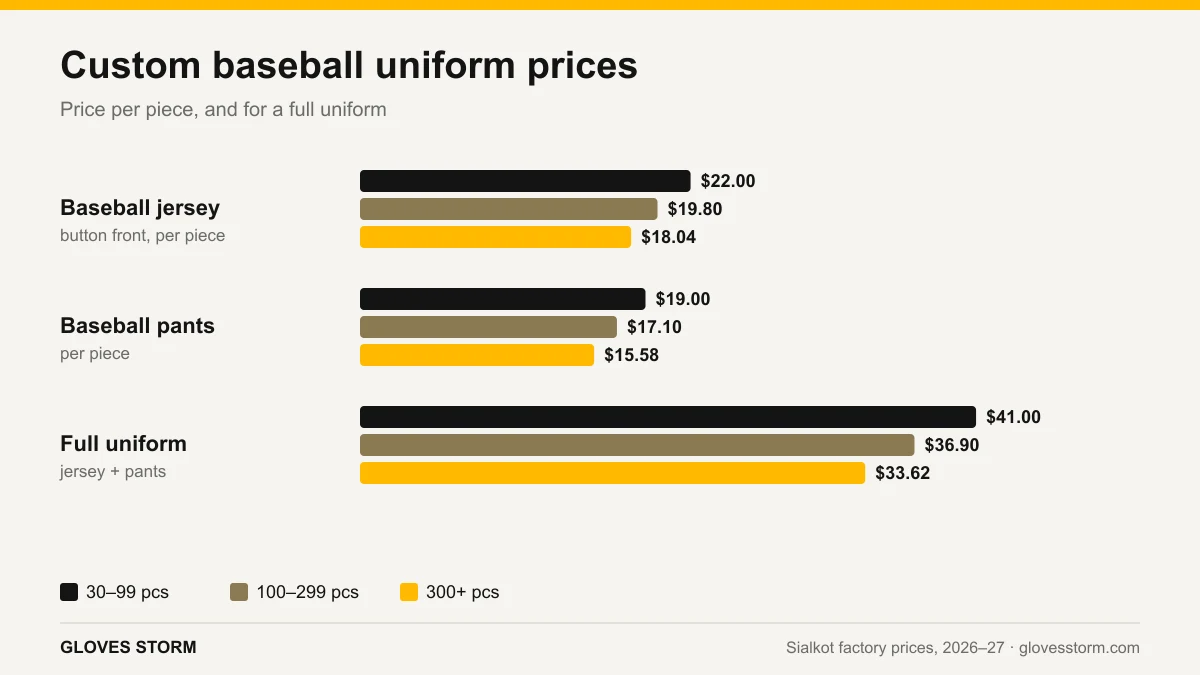 Custom baseball uniform prices
Price per piece, and for a full uniform
Baseball jersey
button front, per piece
$22.00
$19.80
$18.04
Baseball pants
per piece
$19.00
$17.10
$15.58
Full uniform
jersey + pants
$41.00
$36.90
$33.62
30–99 pcs
100–299 pcs
300+ pcs
GLOVES STORM
Sialkot factory prices, 2026–27 · glovesstorm.com